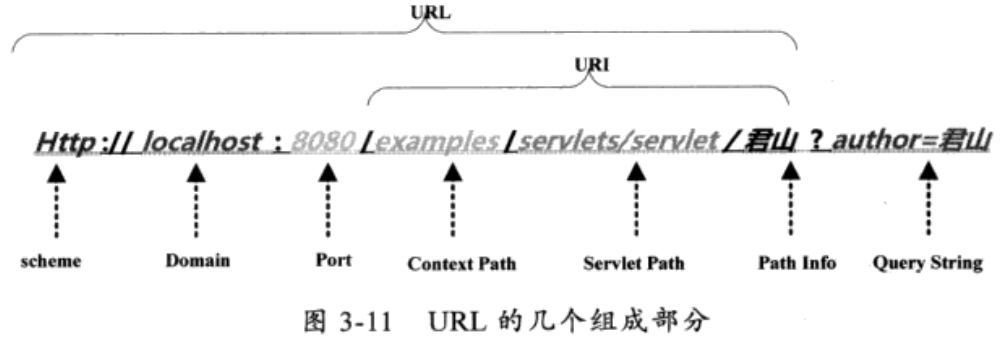 URL
URI
Http:// localhost : 8080 /examples /servlets/servlet / 君山 ? author=君山
scheme Domain Port Context Path Servlet Path Path Info Query String
图 3-11 URL 的几个组成部分